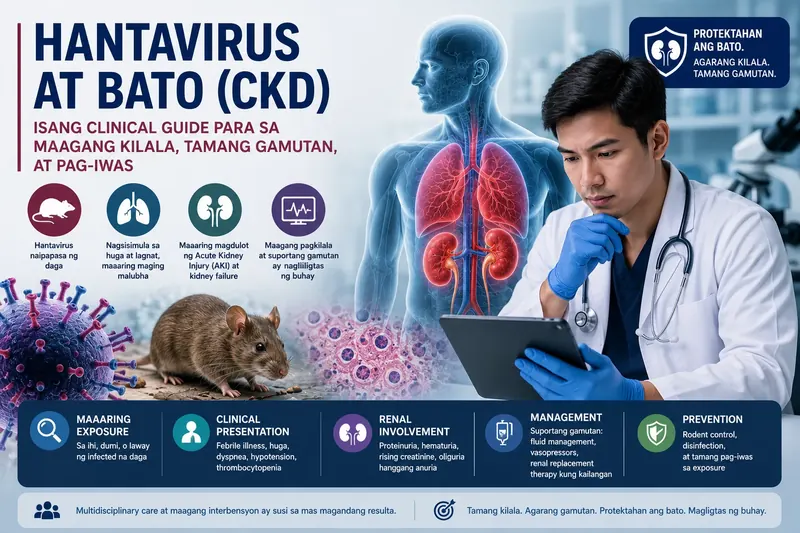 HANTAVIRUS
AT BATO (CKD)
ISANG CLINICAL GUIDE PARA SA
MAAGANG KILALA, TAMANG GAMUTAN,
AT PAG-IWAS
PROTEKTAHAN
ANG BATO.
AGARANG KILALA.
TAMANG GAMUTAN.
Hantavirus
naipapasa ng
daga
Nagsisimula sa
huga at lagnat,
maaring maging
malubha
Maaaring magdulot
ng Acute Kidney
Injury (AKI) at
kidney failure
Maagang pagkilala
at suportang gamutan
ay nagliiligtas
ng buhay
MAAARING
EXPOSURE
Sa ihi, dumi, o laway
ng infected na daga
CLINICAL
PRESENTATION
Febrile illness, huga,
dyspnea, hypotension,
thrombocytopenia
RENAL
INVOLVEMENT
Proteinuria, hematuria,
rising creatinine, oliguria
hanggang anuria
MANAGEMENT
Suportang gamutan:
fluid management,
vasopressors,
renal replacement
therapy kung kailangan
PREVENTION
Rodent control,
disinfection,
at tamang pag-iwas
sa exposure
Multidisciplinary care at maagang interbensyon ay susi sa mas magandang resulta.
Tamang kilala. Agarang gamutan. Protektahan ang bato. Magligtas ng buhay.